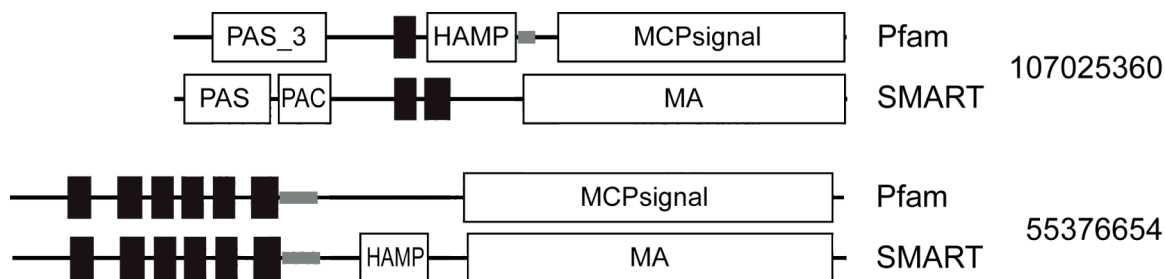 PAS_3 HAMP MCPsignal Pfam
107025360
PAS PAC MA SMART
MCPsignal Pfam
55376654
HAMP MA SMART